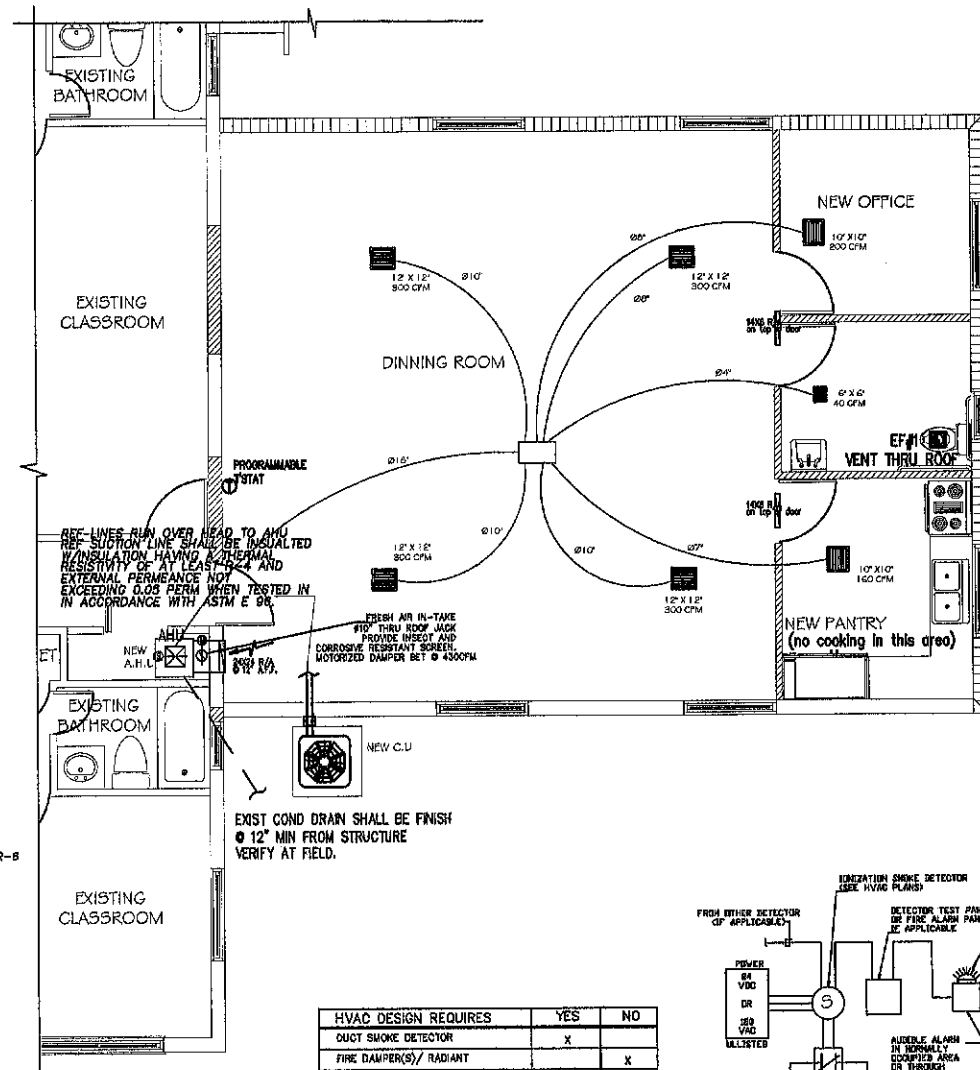 EXISTING
BATHROOM
NEW OFFICE
10" X10"
200 CFM
Ø8"
12" X 12"
300 CFM
Ø10"
12" X 12"
300 CFM
Ø8"
EXISTING
CLASSROOM
DINNING ROOM
on top door
Ø4"
6" X 6"
40 CFM
EF#1
VENT THRU ROOF
PROGRAMMABLE
T'STAT
Ø16"
on top door
REF-LINES RUN OVER HEAD TO AHU
REF SUCTION LINE SHALL BE INSUALTED
W/INSULATION HAVING A THERMAL
RESISTIVITY OF AT LEAST R-4 AND
EXTERNAL PERMEANCE NOT
EXCEEDING 0.05 PERM WHEN TESTED IN
IN ACCORDANCE WITH ASTM E 96.
Ø10"
12" X 12"
300 CFM
Ø10"
12" X 12"
300 CFM
Ø7"
10" X10"
160 CFM
NEW PANTRY
(no cooking in this area)
FRESH AIR IN-TAKE
#10" THRU ROOF JACK
PROVIDE INSECT AND
CORROSIVE RESISTANT SCREEN.
MOTORIZED DAMPER SET @ 430CFM
AHU
NEW
A.H.U
EXISTING
BATHROOM
NEW C.U
EXIST COND DRAIN SHALL BE FINISH
@ 12" MIN FROM STRUCTURE
VERIFY AT FIELD.
EXISTING
CLASSROOM
IONIZATION SMOKE DETECTOR
(SEE HVAC PLANS)
FROM OTHER DETECTOR
(IF APPLICABLE)
DETECTOR TEST PAN
OR FIRE ALARM PAN
IF APPLICABLE
POWER
24
VDC
OR
120
VAC
UL LISTED
S
AUDIBLE ALARM
IN NORMALLY
OCCUPIED AREA
OR THROUGH
HVAC DESIGN REQUIRES YES NO
DUCT SMOKE DETECTOR X
FIRE DAMPER(S)/ RADIANT X